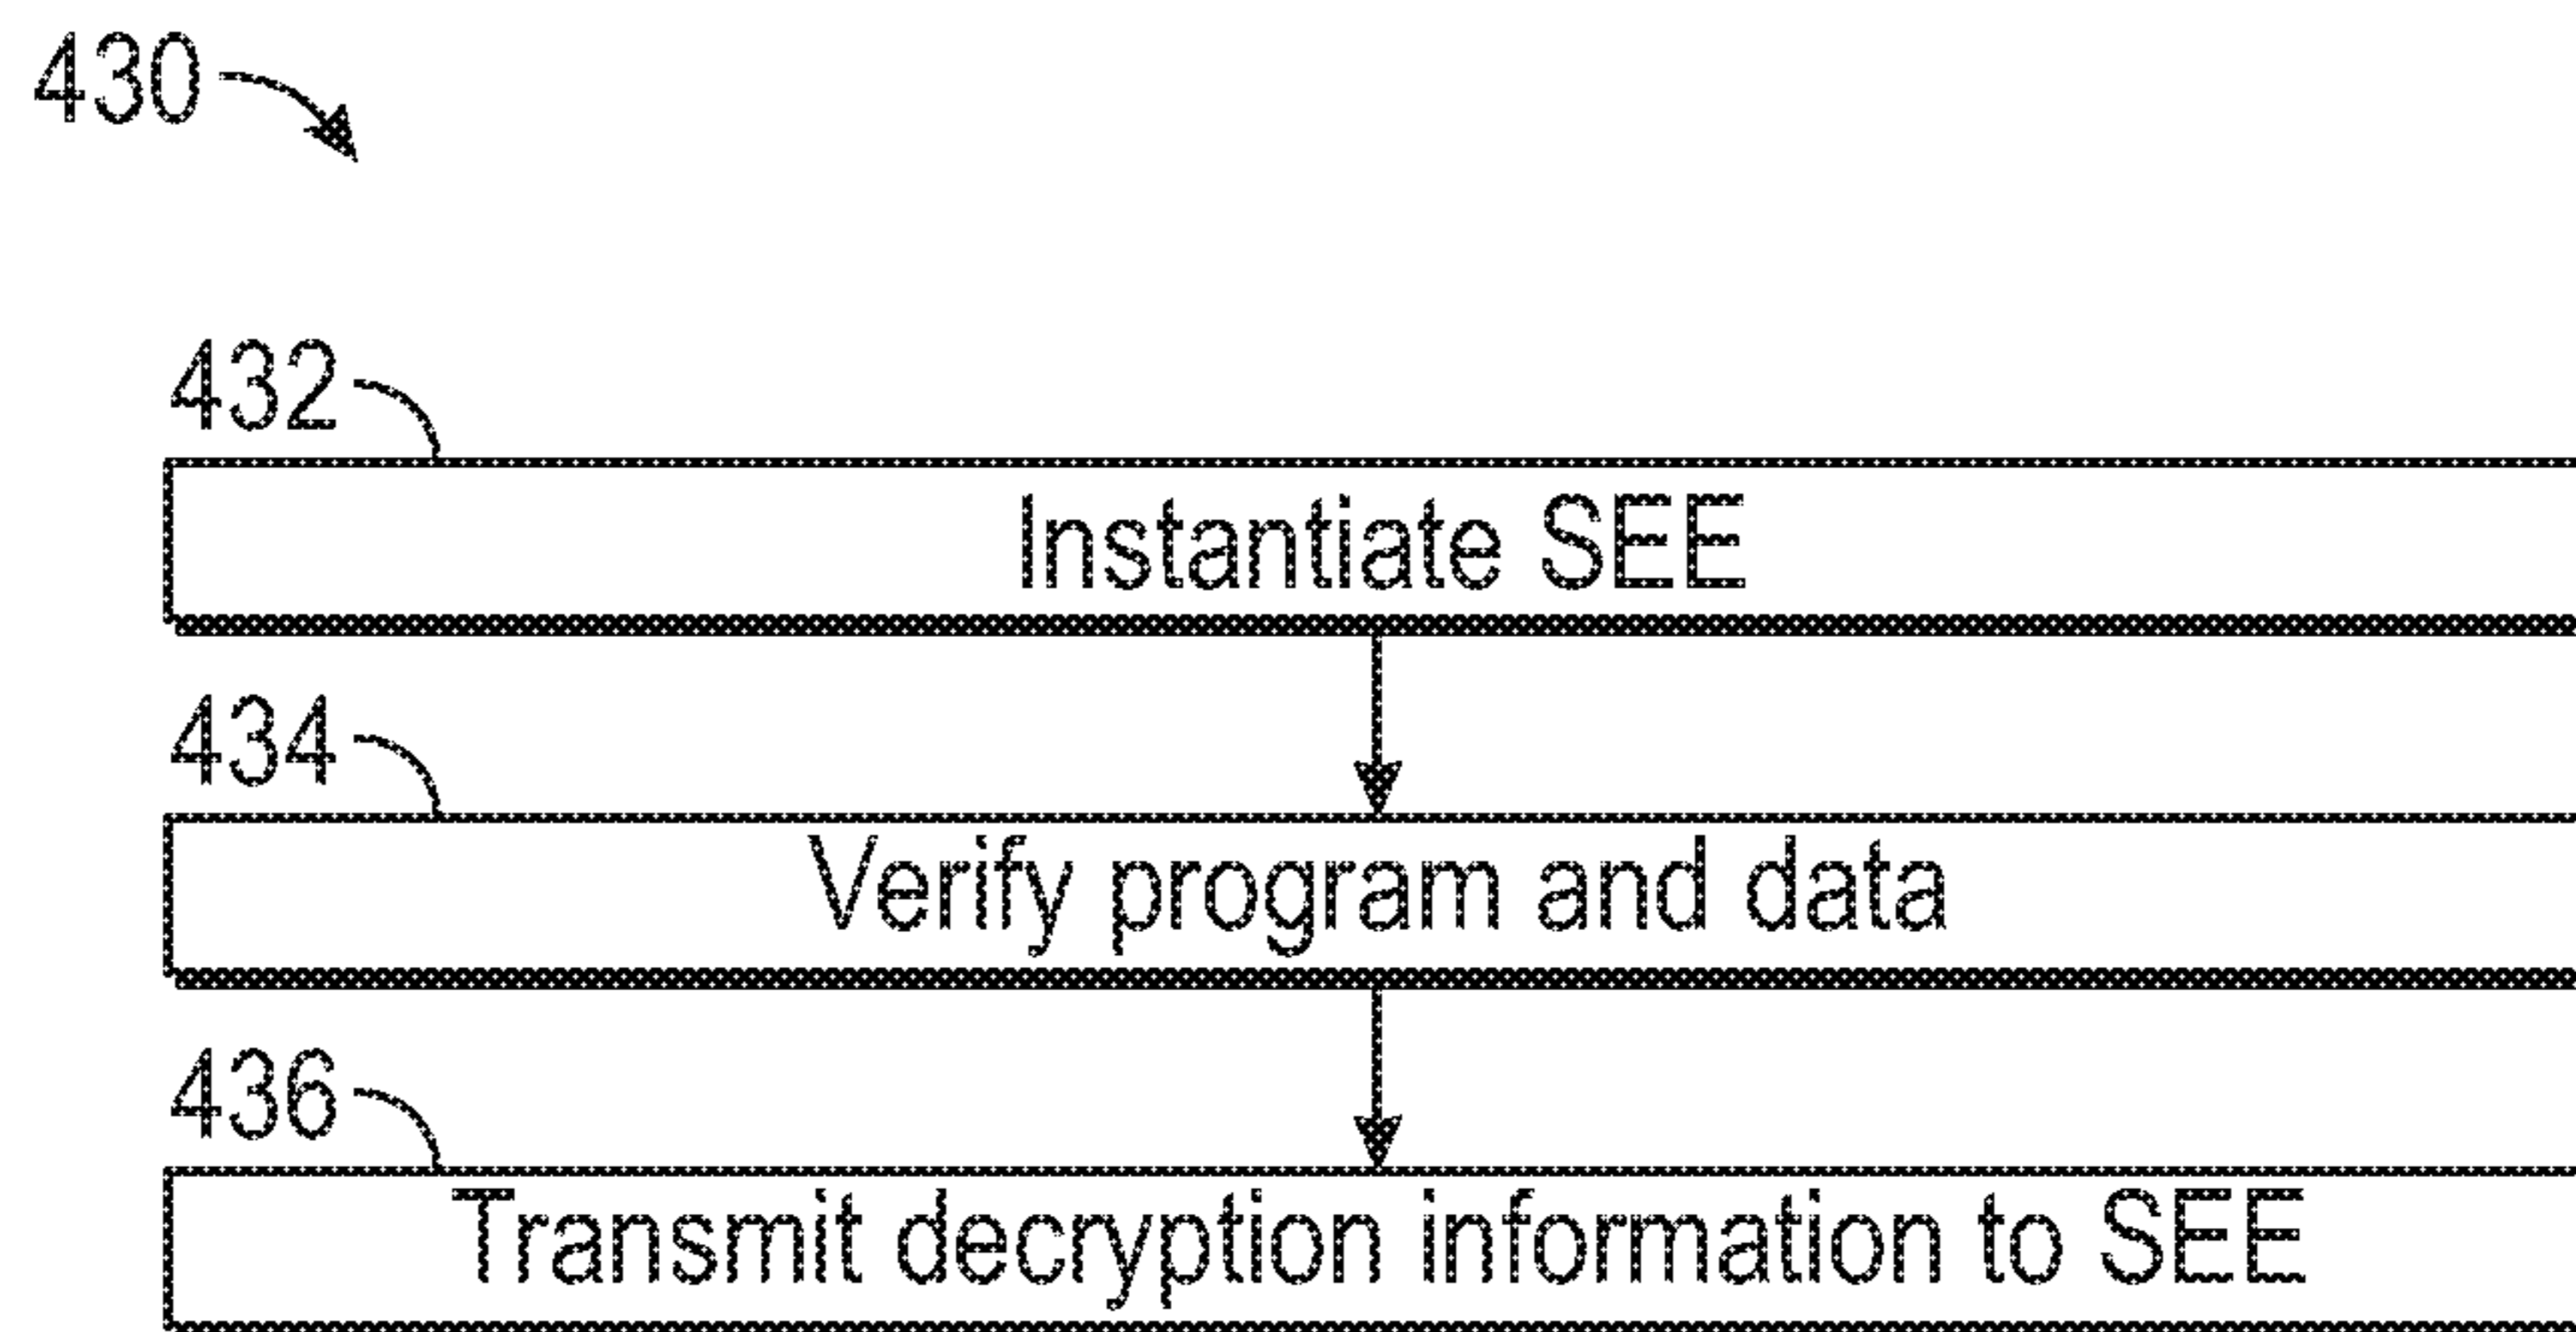 430
432
Instantiate SEE
434
Verify program and data
436
Transmit decryption information to SEE